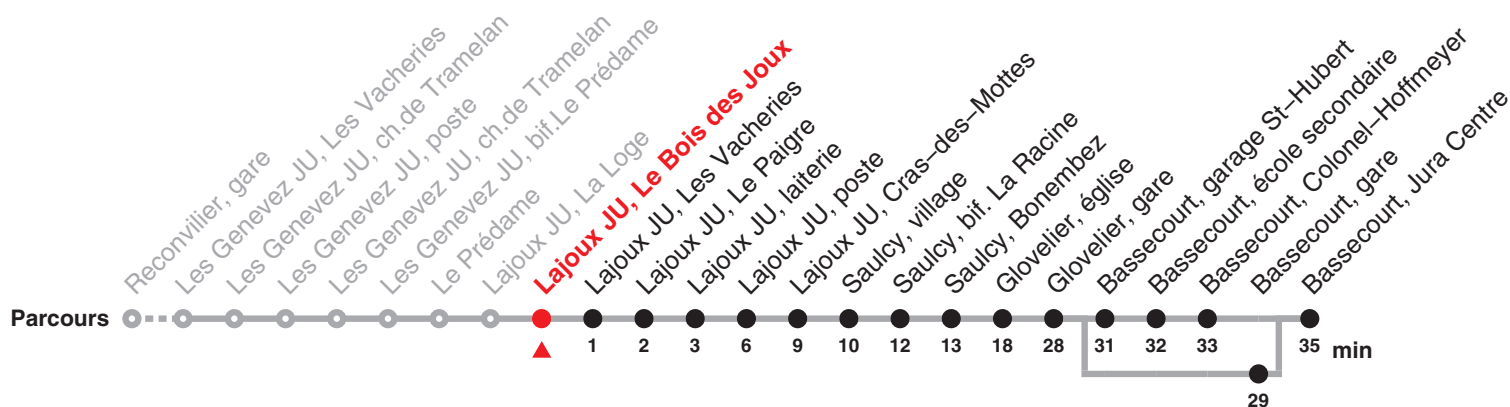 Reconvilier, gare
Les Genevez JU, Les Vacheries
Les Genevez JU, ch.de Tramelan
Les Genevez JU, poste
Les Genevez JU, ch.de Tramelan
Les Genevez JU, bif.Le Prédame
Le Prédame
Lajoux JU, La Loge
Lajoux JU, Le Bois des Joux
Lajoux JU, Les Vacheries
Lajoux JU, Le Paigre
Lajoux JU, laiterie
Lajoux JU, poste
Lajoux JU, Cras–des–Mottes
Saulcy, village
Saulcy, bif. La Racine
Saulcy, Bonembez
Glovelier, église
Glovelier, gare
Bassecourt, garage St–Hubert
Bassecourt, école secondaire
Bassecourt, Colonel–Hoffmeyer
Bassecourt, gare
Bassecourt, Jura Centre
Parcours
1 2 3 6 9 10 12 13 18 28 31 32 33 35 min
29